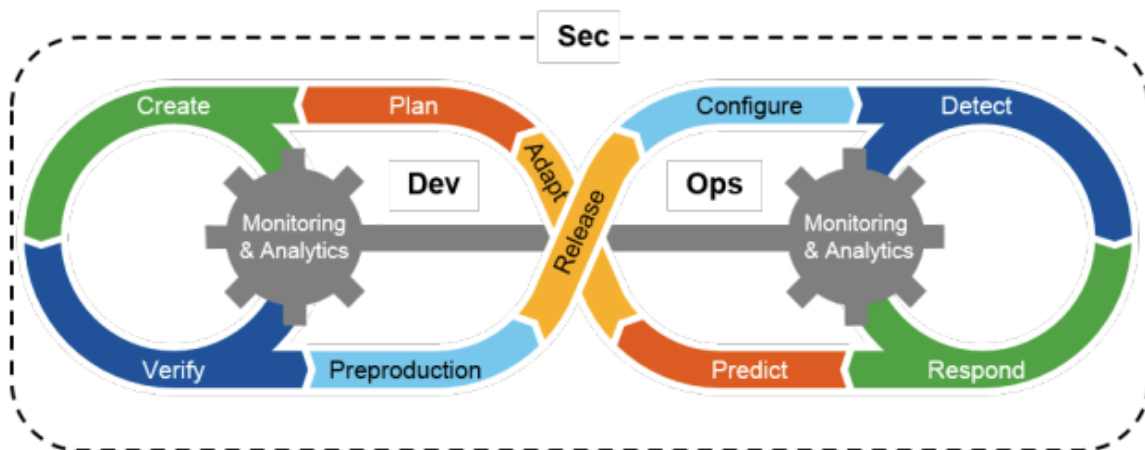 Sec
Create
Plan
Configure
Detect
Adapt
Dev
Release
Ops
Monitoring
& Analytics
Monitoring
& Analytics
Verify
Preproduction
Predict
Respond